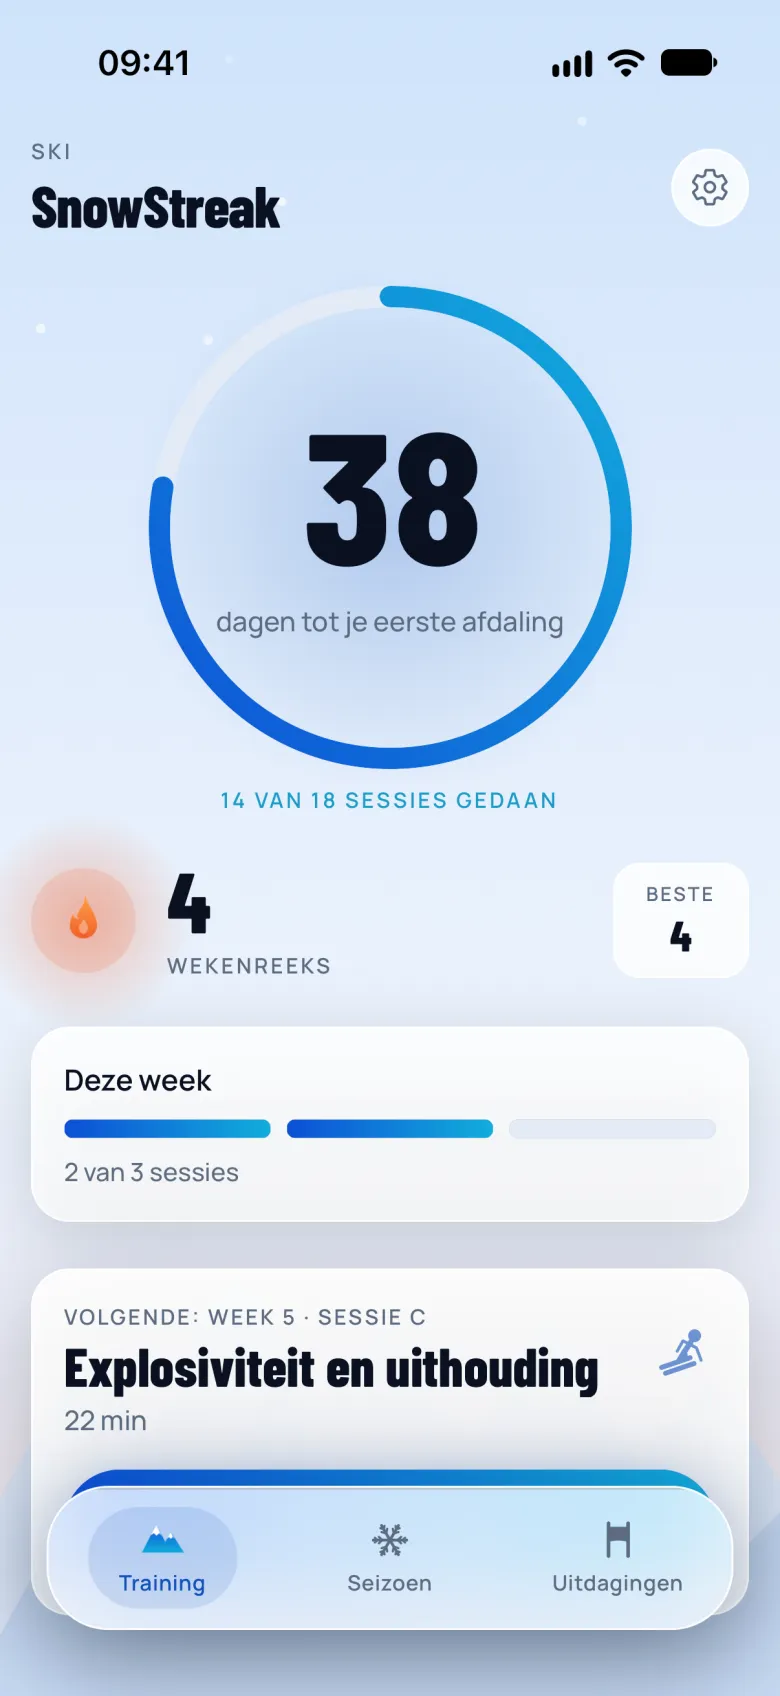 09:41
SKI
SnowStreak
38
dagen tot je eerste afdaling
14 VAN 18 SESSIES GEDAAN
4
WEKENREEKS
BESTE
4
Deze week
2 van 3 sessies
VOLGENDE: WEEK 5 · SESSIE C
Explosiviteit en uithouding
22 min
Training
Seizoen
Uitdagingen